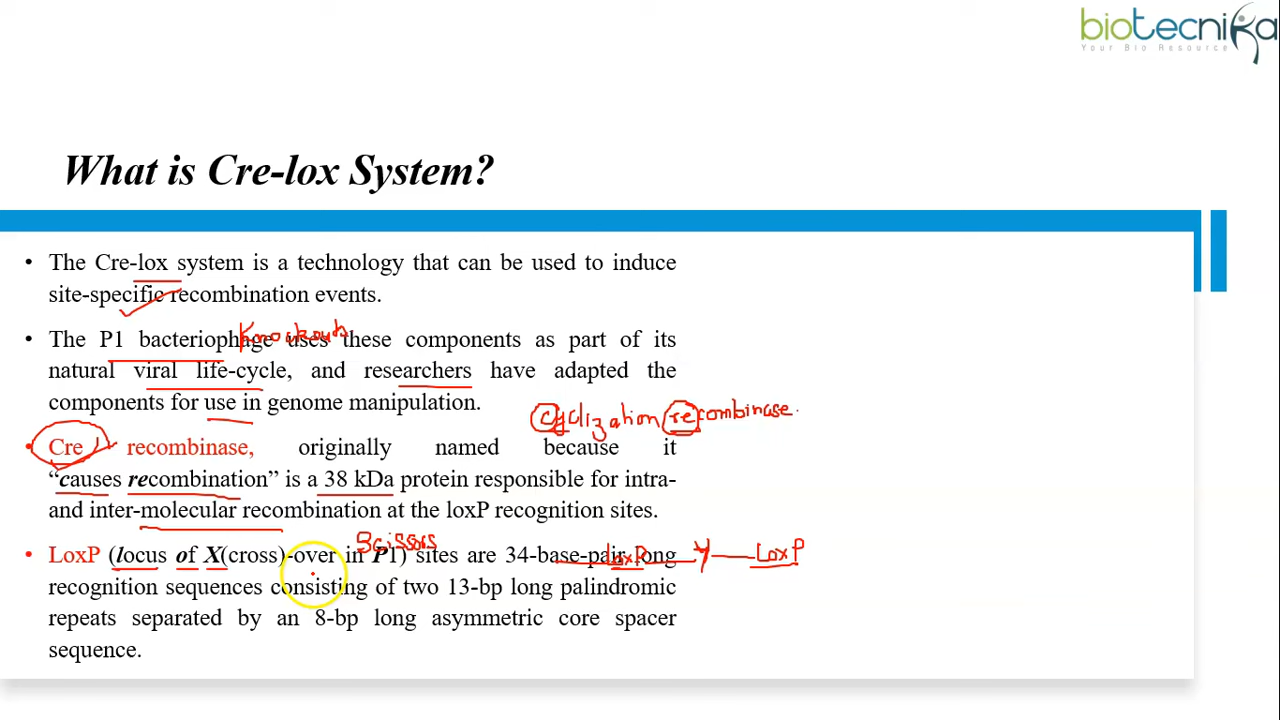 biotecnika
Your Bio Resource
What is Cre-lox System?
• The Cre-lox system is a technology that can be used to induce
site-specific recombination events.
Knockouts
• The P1 bacteriophage uses these components as part of its
natural viral life-cycle, and researchers have adapted the
components for use in genome manipulation.
cyclization recombinase.
• Cre recombinase, originally named because it
“causes recombination” is a 38 kDa protein responsible for intra-
and inter-molecular recombination at the loxP recognition sites.
Scissors
• LoxP (locus of X(cross)-over in P1) sites are 34-base-pair long
LoxP Y LoxP
recognition sequences consisting of two 13-bp long palindromic
repeats separated by an 8-bp long asymmetric core spacer
sequence.